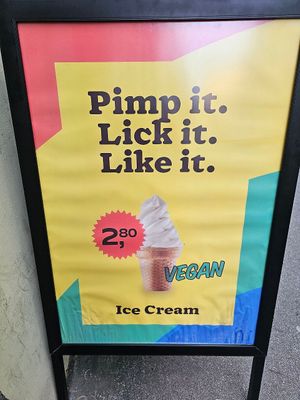 Pimp it.
Lick it.
Like it.
2,80
VEGAN
Ice Cream